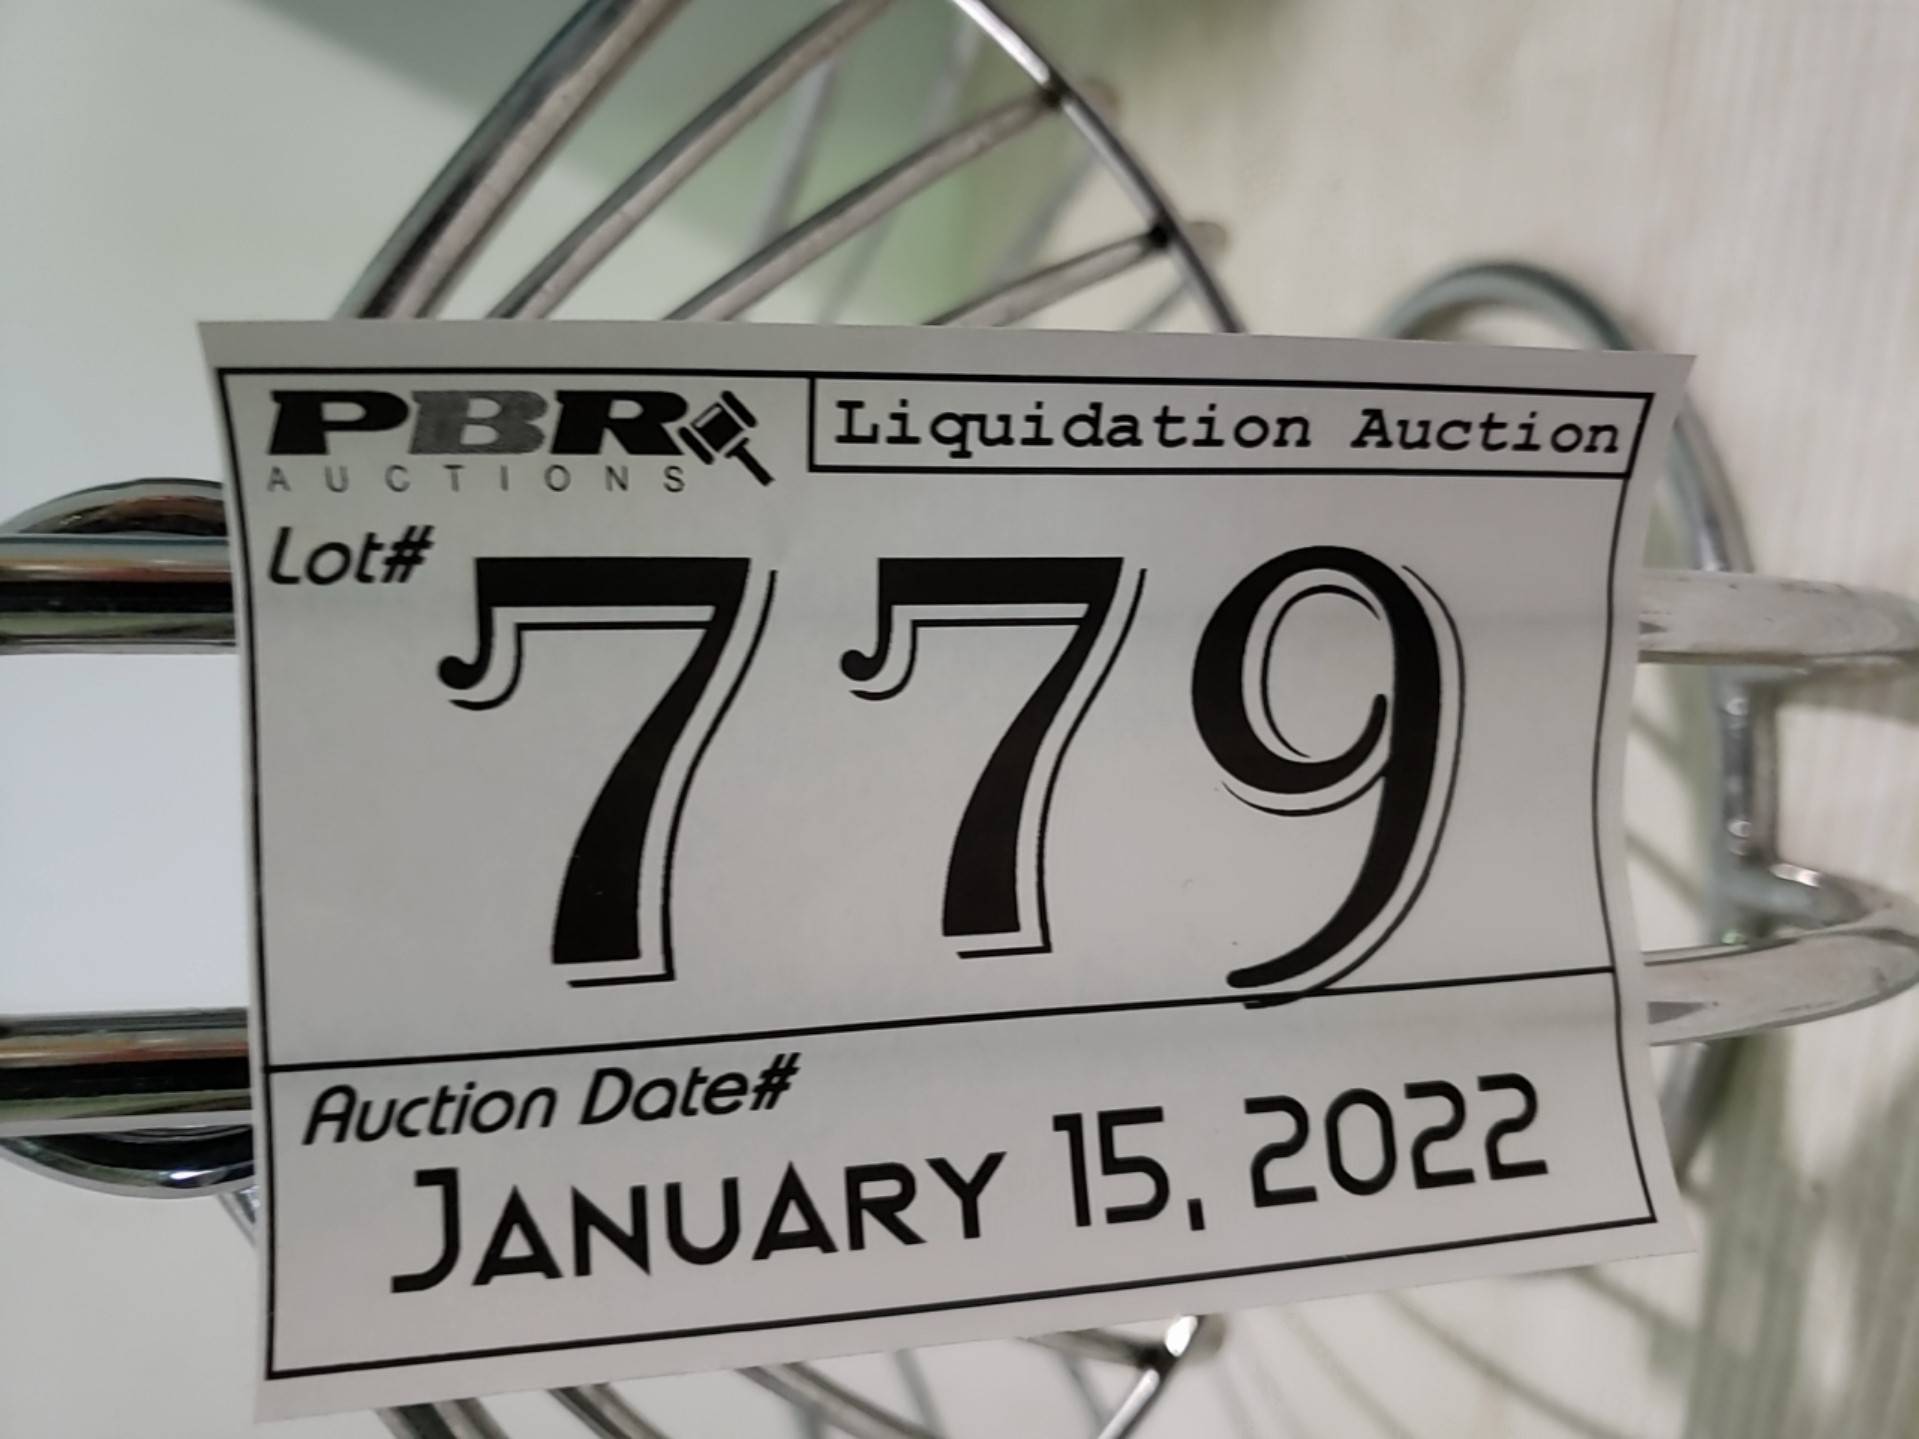 PBR
AUCTIONS
Liquidation Auction
Lot#
779
Auction Date#
JANUARY 15, 2022